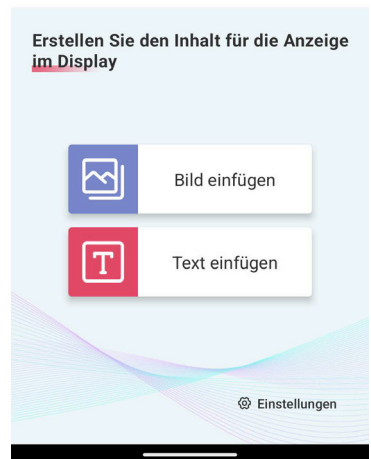 Erstellen Sie den Inhalt für die Anzeige
im Display
Bild einfügen
T Text einfügen
Einstellungen